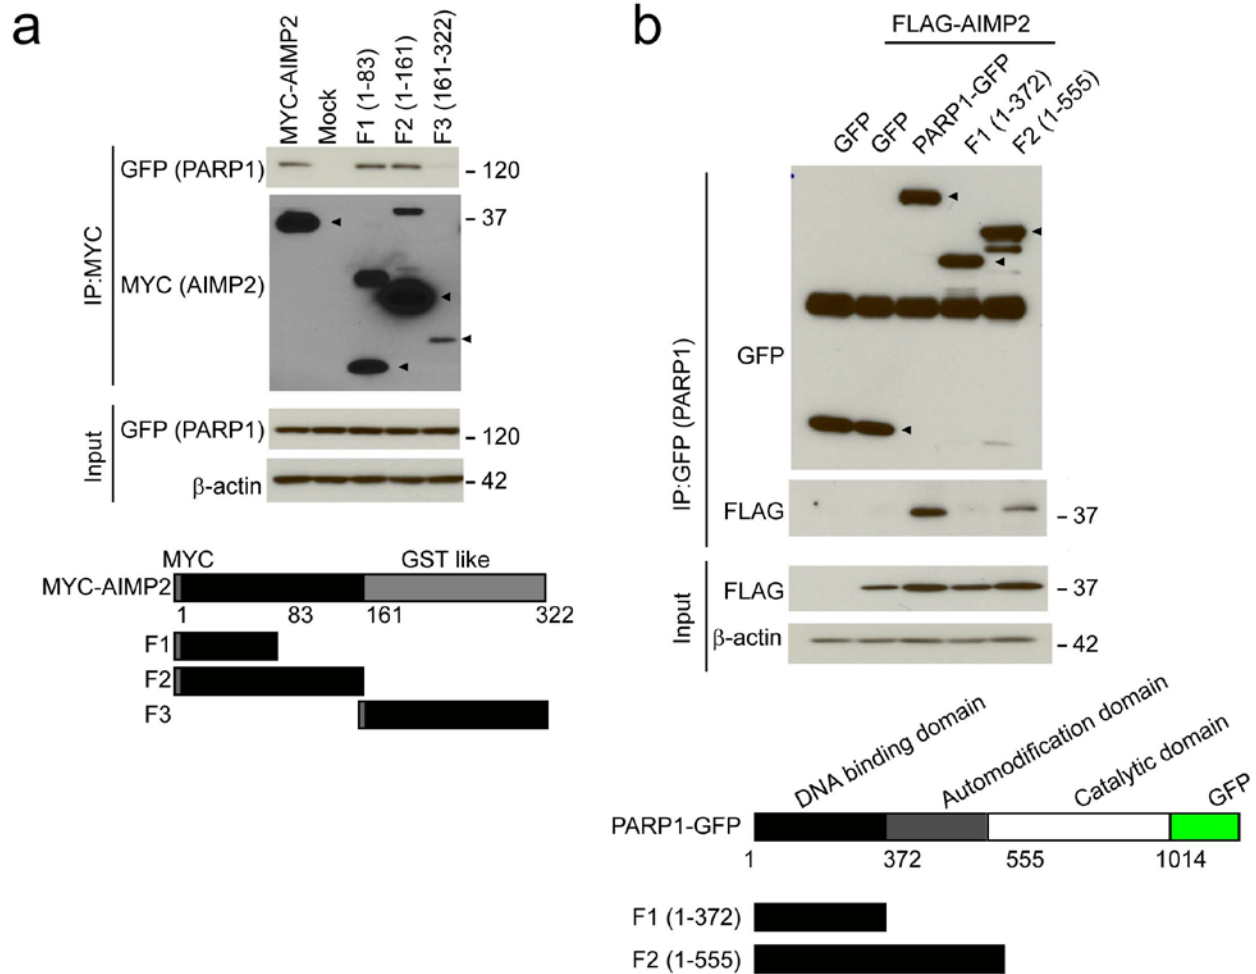 a
MYC-AIMP2
Mock
F1 (1-83)
F2 (1-161)
F3 (161-322)
IP:MYC
GFP (PARP1)
- 120
MYC (AIMP2)
- 37
Input
GFP (PARP1)
- 120
β-actin
- 42
MYC
GST like
MYC-AIMP2
1 83 161 322
F1
F2
F3
b
FLAG-AIMP2
GFP
GFP
PARP1-GFP
F1 (1-372)
F2 (1-555)
IP:GFP (PARP1)
GFP
FLAG
- 37
Input
FLAG
- 37
β-actin
- 42
DNA binding domain
Automodification domain
Catalytic domain
GFP
PARP1-GFP
1 372 555 1014
F1 (1-372)
F2 (1-555)